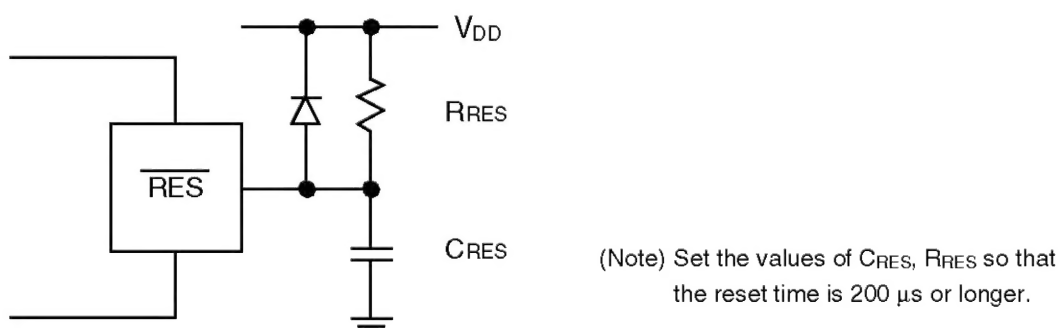 VDD
RRES
RES
CRES
(Note) Set the values of CRES, RRES so that
the reset time is 200 μs or longer.